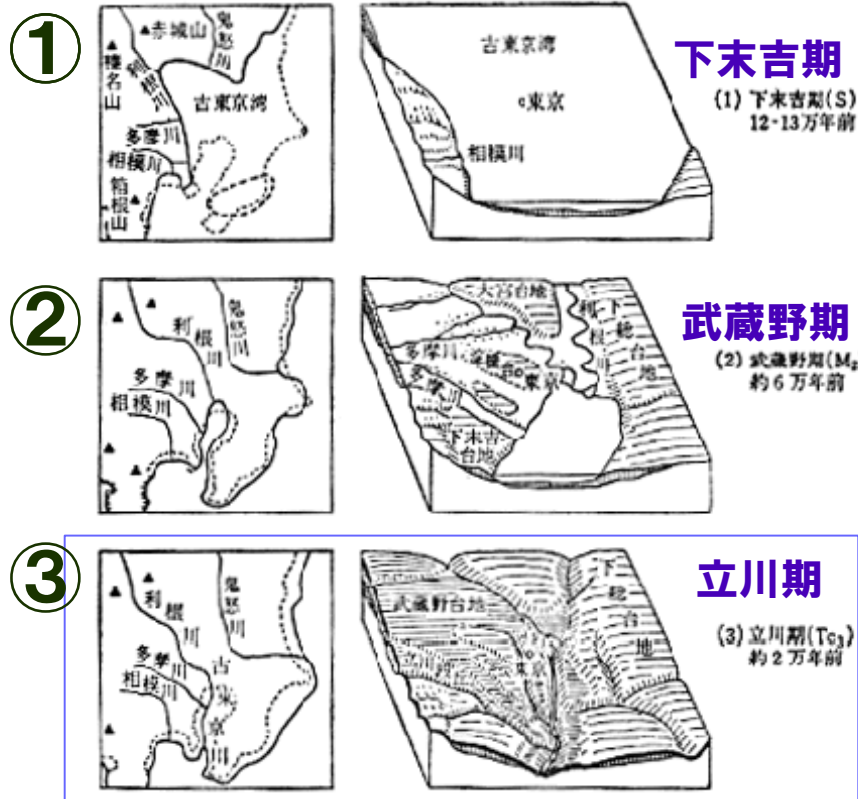 ①
▲赤城山
鬼怒川
榛名山
利根川
古東京湾
多摩川
相模川
箱根山
古東京湾
東京
相模川
下末吉期
(1) 下末吉期(S)
12-13万年前
②
鬼怒川
利根川
多摩川
相模川
大宮台地
利根川
下総台地
多摩川
東京
多摩川
下末吉台地
武蔵野期
(2) 武蔵野期(M₂
約6万年前
③
鬼怒川
利根川
多摩川
相模川
古東京川
武蔵野台地
下総台地
東京
立川期
(3) 立川期(Tc₃)
約2万年前